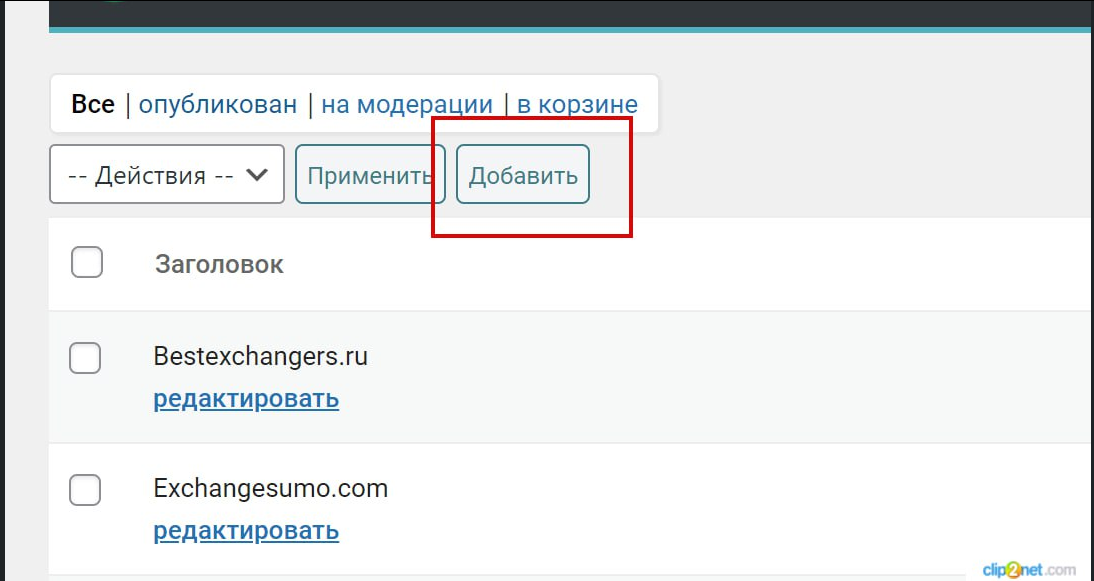 Все | опубликован | на модерации | в корзине
-- Действия -- Применить Добавить
Заголовок
Bestexchangers.ru
редактировать
Exchangesumo.com
редактировать
clip2net.com